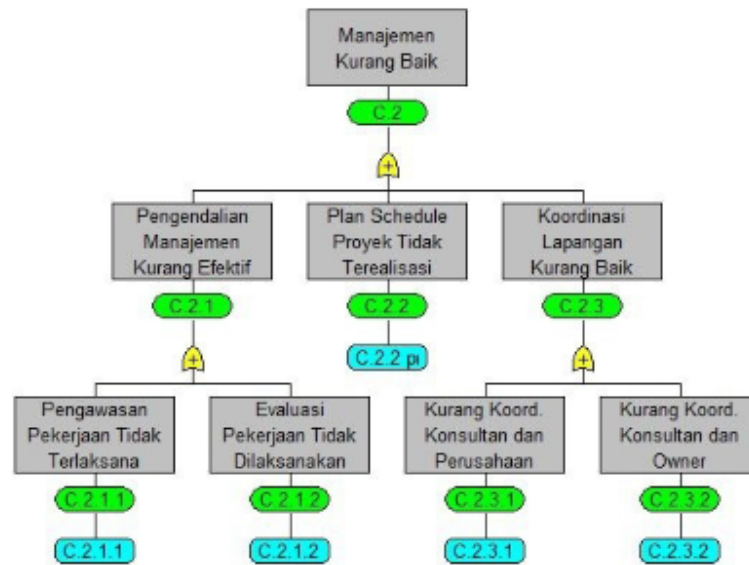 Manajemen
Kurang Baik
C.2
+
Pengendalian
Manajemen
Kurang Efektif
Plan Schedule
Proyek Tidak
Terealisasi
Koordinasi
Lapangan
Kurang Baik
C.2.1
C.2.2
C.2.3
+
C.2.2
+
Pengawasan
Pekerjaan Tidak
Terlaksana
Evaluasi
Pekerjaan Tidak
Dilaksanakan
Kurang Koord.
Konsultan dan
Perusahaan
Kurang Koord.
Konsultan dan
Owner
C.2.1.1
C.2.1.2
C.2.3.1
C.2.3.2
C.2.1.1
C.2.1.2
C.2.3.1
C.2.3.2